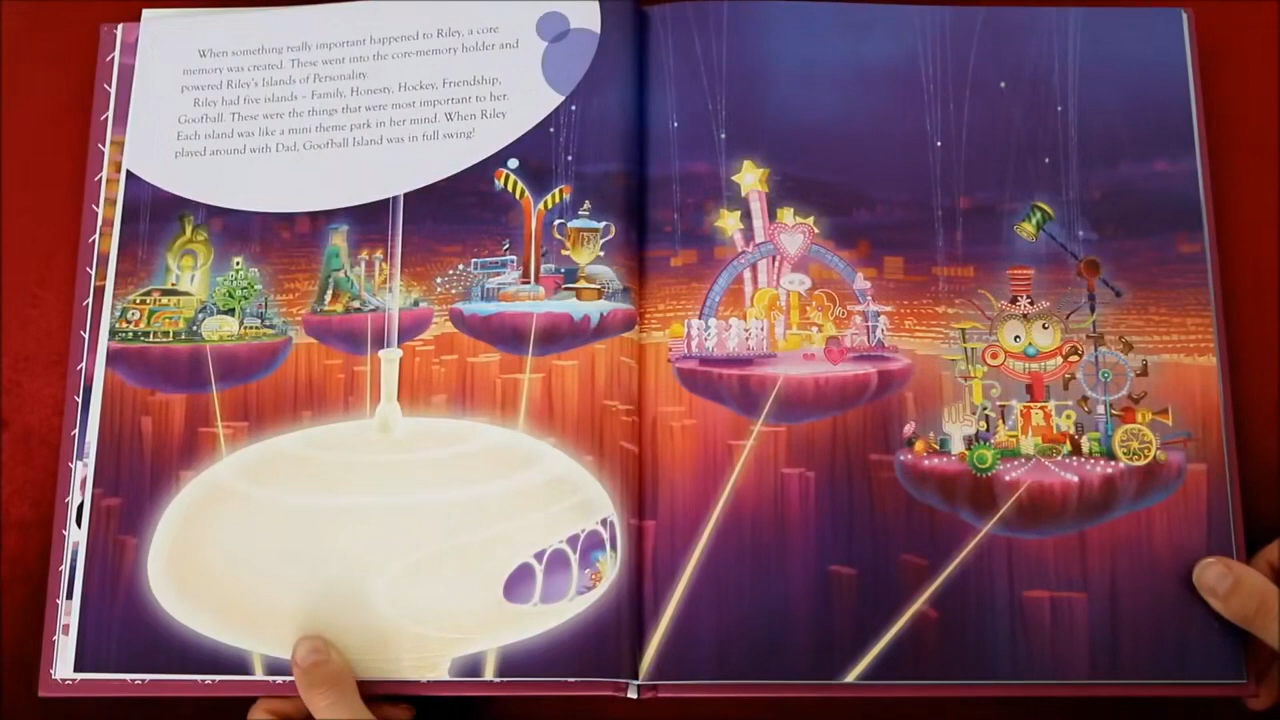 When something really important happened to Riley, a core
memory was created. These went into the core-memory holder and
powered Riley's Islands of Personality.
Riley had five islands – Family, Honesty, Hockey, Friendship,
Goofball. These were the things that were most important to her.
Each island was like a mini theme park in her mind. When Riley
played around with Dad, Goofball Island was in full swing!